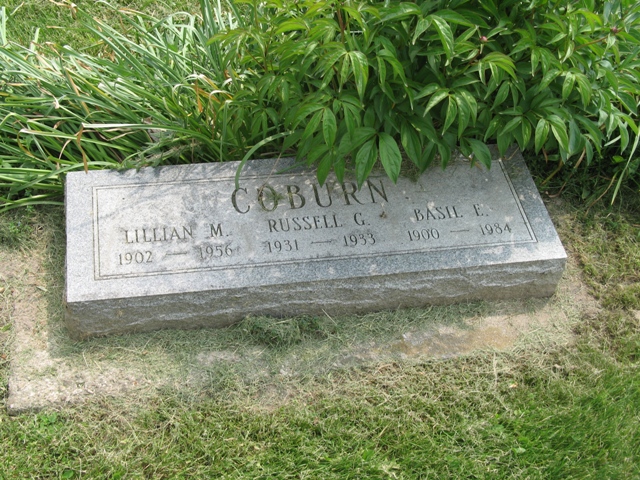 COBURN
LILLIAN M. RUSSELL G. BASIL E.
1902 — 1956 1931 — 1933 1900 — 1984